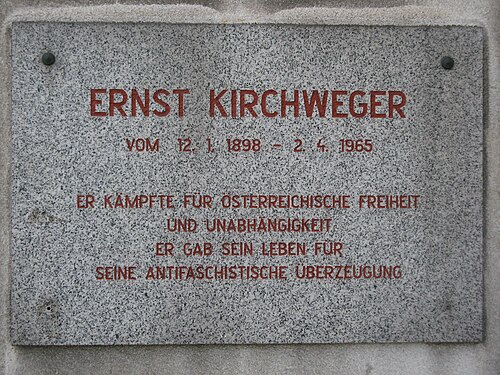 ERNST KIRCHWEGER
VOM 12. 1. 1898 - 2. 4. 1965
ER KÄMPFTE FÜR ÖSTERREICHISCHE FREIHEIT
UND UNABHÄNGIGKEIT
ER GAB SEIN LEBEN FÜR
SEINE ANTIFASCHISTISCHE ÜBERZEUGUNG